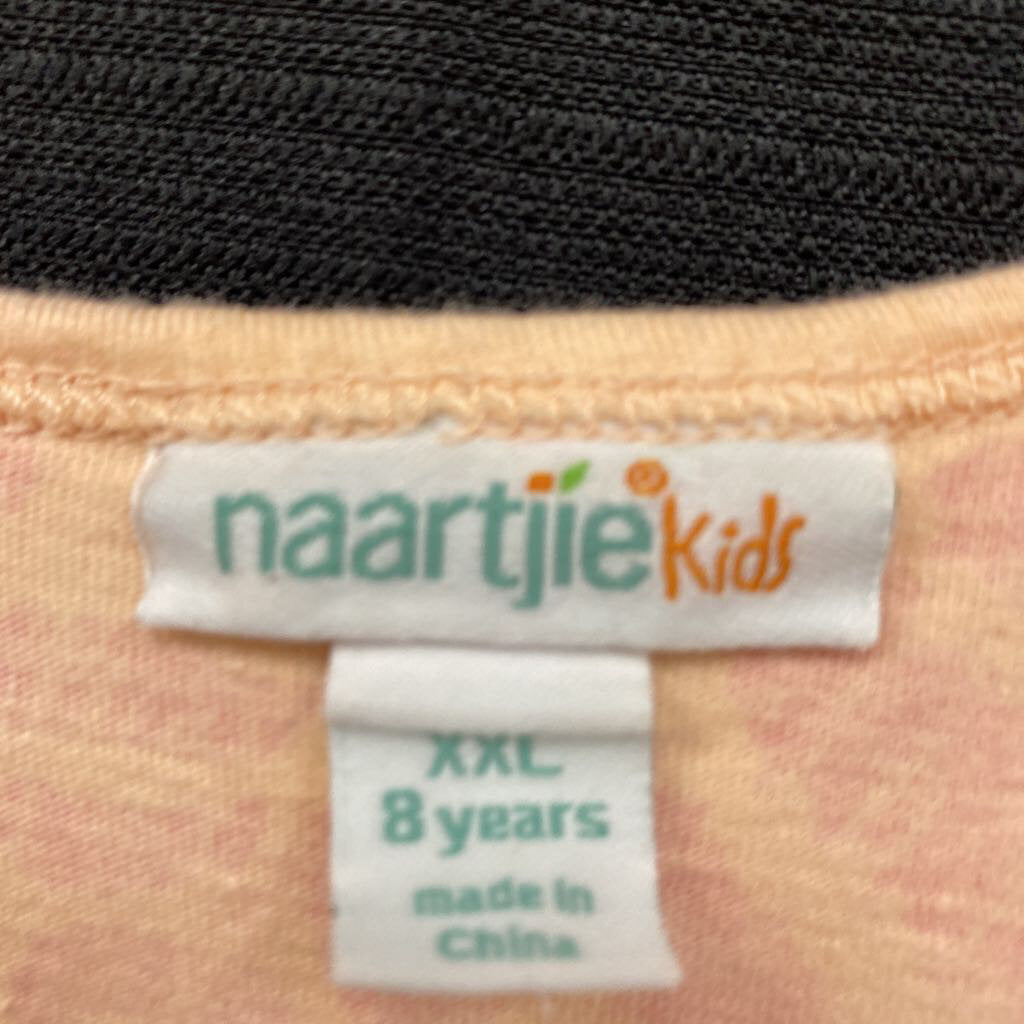 naartjie kids
XXL
8 years
made in
China